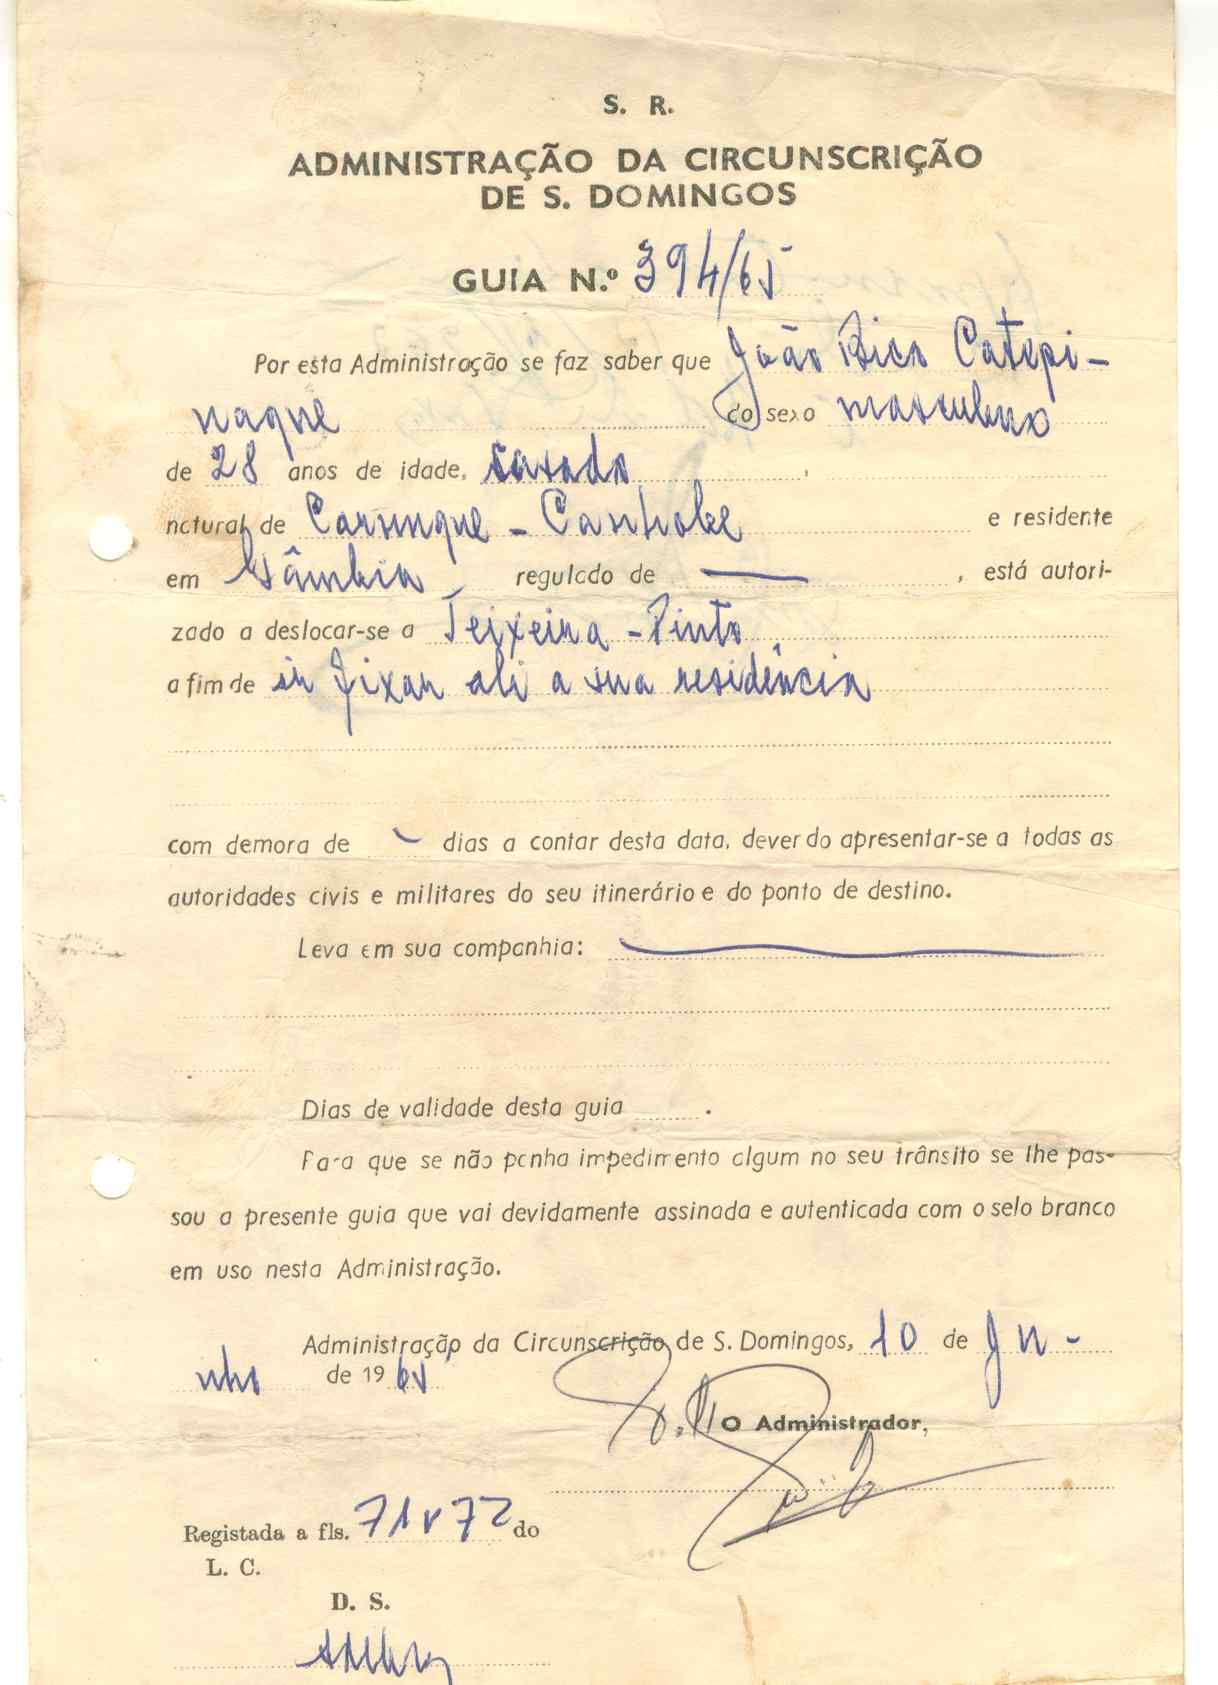 S. R.
ADMINISTRAÇÃO DA CIRCUNSCRIÇÃO
DE S. DOMINGOS
GUIA N.º 394/65
Por esta Administração se faz saber que João Bico Catepi-
naque do sexo masculino
de 28 anos de idade, casado,
natural de Carunque - Canhobe e residente
em Gâmbia regulado de —, está autori-
zado a deslocar-se a Teixeira-Pinto
a fim de ir fixar ali a sua residência
com demora de - dias a contar desta data, devendo apresentar-se a todas as
autoridades civis e militares do seu itinerário e do ponto de destino.
Leva em sua companhia: —
Dias de validade desta guia .
Para que se não ponha impedimento algum no seu trânsito se lhe pas-
sou a presente guia que vai devidamente assinada e autenticada com o selo branco
em uso nesta Administração.
Administração da Circunscrição de S. Domingos, 10 de Ju-
nho de 1965
O Administrador,
Registada a fls. 71 v 72 do
L. C.
D. S.